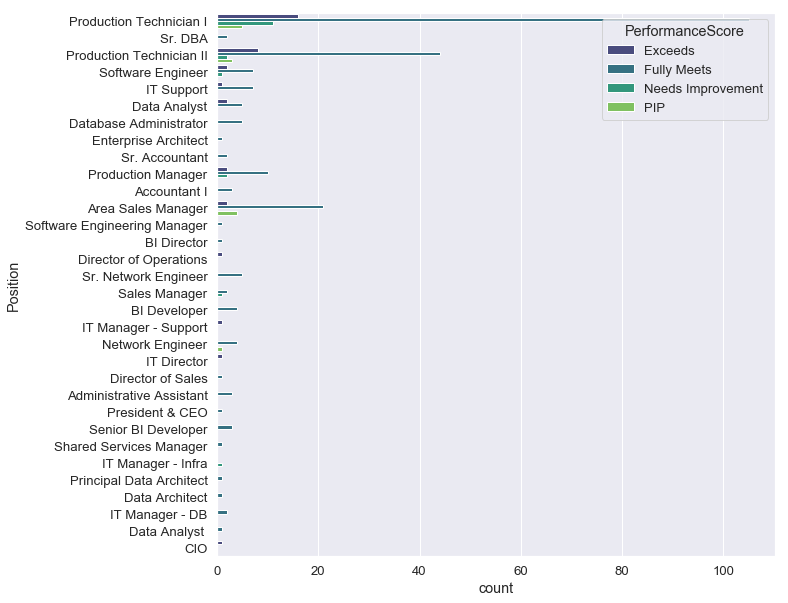 Production Technician I
Sr. DBA
Production Technician II
Software Engineer
IT Support
Data Analyst
Database Administrator
Enterprise Architect
Sr. Accountant
Production Manager
Accountant I
Area Sales Manager
Software Engineering Manager
BI Director
Director of Operations
Sr. Network Engineer
Sales Manager
BI Developer
IT Manager - Support
Network Engineer
IT Director
Director of Sales
Administrative Assistant
President & CEO
Senior BI Developer
Shared Services Manager
IT Manager - Infra
Principal Data Architect
Data Architect
IT Manager - DB
Data Analyst
CIO
Position
PerformanceScore
Exceeds
Fully Meets
Needs Improvement
PIP
0 20 40 60 80 100
count